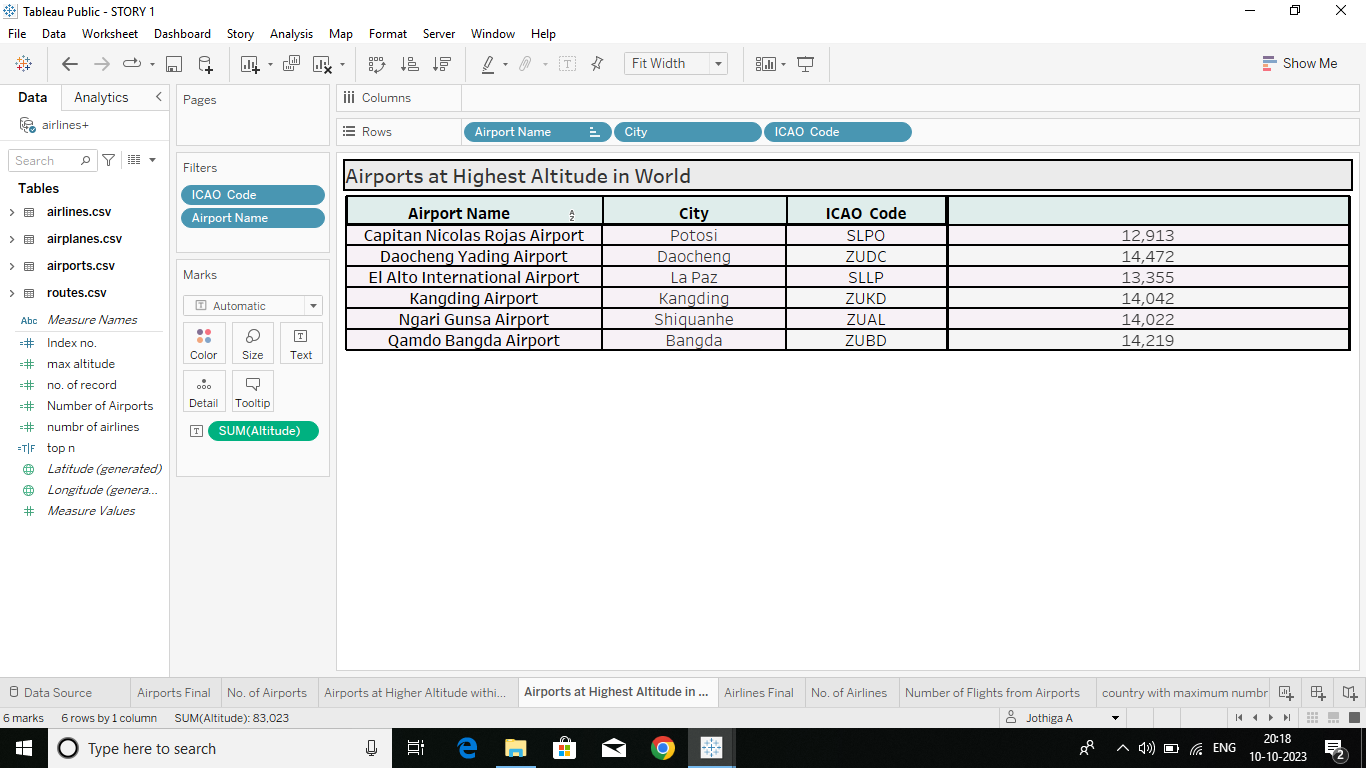 Tableau Public - STORY 1
File Data Worksheet Dashboard Story Analysis Map Format Server Window Help
Fit Width
Show Me
Data Analytics
airlines+
Search
Tables
airlines.csv
airplanes.csv
airports.csv
routes.csv
Abc Measure Names
Index no.
max altitude
no. of record
Number of Airports
numbr of airlines
T|F top n
Latitude (generated)
Longitude (genera...
Measure Values
Pages
Filters
ICAO Code
Airport Name
Marks
Automatic
Color Size Text
Detail Tooltip
SUM(Altitude)
Columns
Rows Airport Name City ICAO Code
Airports at Highest Altitude in World
Airport Name City ICAO Code
Capitan Nicolas Rojas Airport Potosi SLPO 12,913
Daocheng Yading Airport Daocheng ZUDC 14,472
El Alto International Airport La Paz SLLP 13,355
Kangding Airport Kangding ZUKD 14,042
Ngari Gunsa Airport Shiquanhe ZUAL 14,022
Qamdo Bangda Airport Bangda ZUBD 14,219
Data Source Airports Final No. of Airports Airports at Higher Altitude withi... Airports at Highest Altitude in ... Airlines Final No. of Airlines Number of Flights from Airports country with maximum numbr
6 marks 6 rows by 1 column SUM(Altitude): 83,023 Jothiga A
Type here to search
ENG
20:18
10-10-2023
2